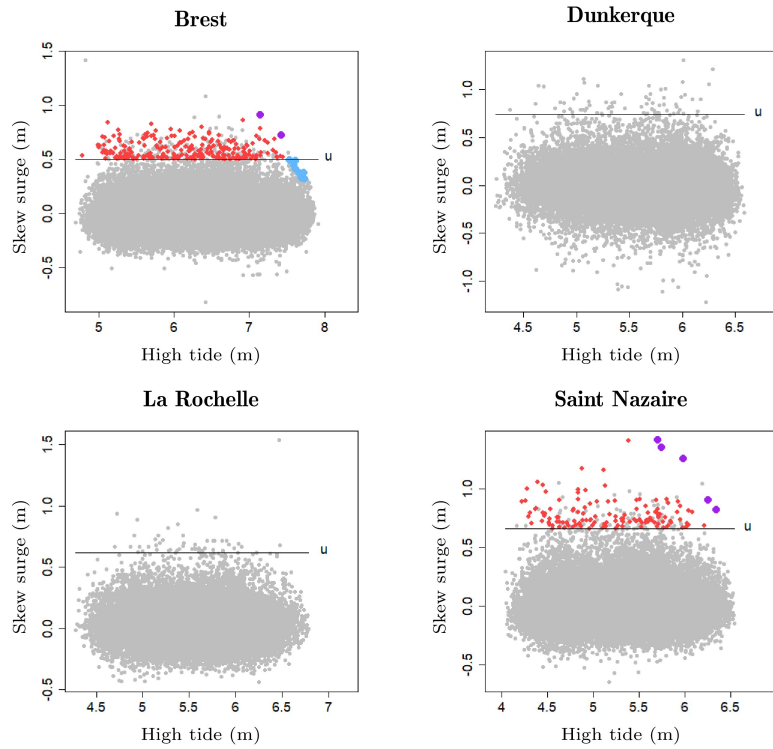 Brest
Skew surge (m)
1.5
1.0
0.5
0.0
-0.5
u
5 6 7 8
High tide (m)
Dunkerque
Skew surge (m)
1.0
0.5
0.0
-0.5
-1.0
u
4.5 5 5.5 6 6.5
High tide (m)
La Rochelle
Skew surge (m)
1.5
1.0
0.5
0.0
-0.5
u
4.5 5 5.5 6 6.5 7
High tide (m)
Saint Nazaire
Skew surge (m)
1.0
0.5
0.0
-0.5
u
4 4.5 5 5.5 6 6.5
High tide (m)